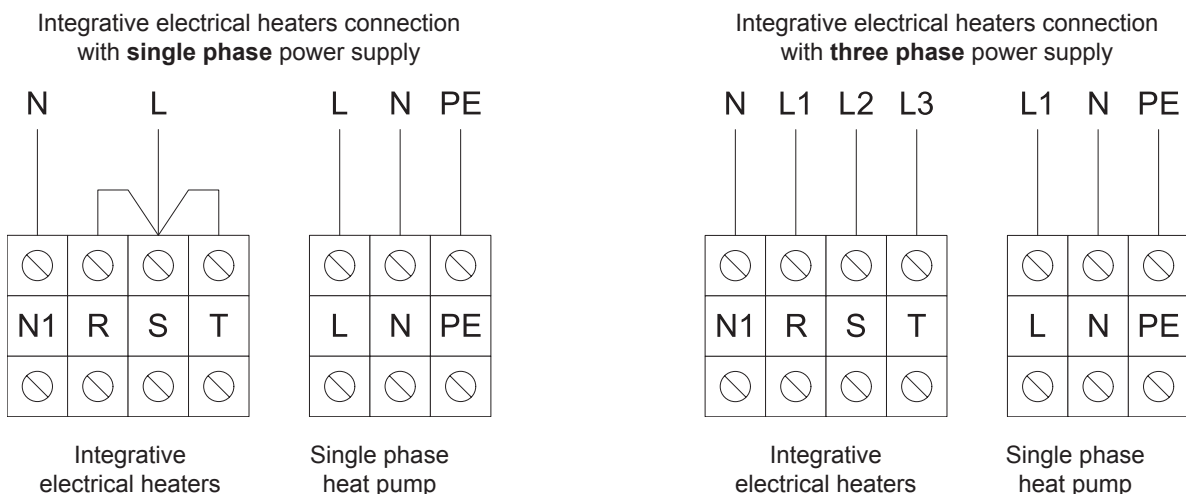 Integrative electrical heaters connection
with single phase power supply
N L L N PE
N1 R S T L N PE
Integrative
electrical heaters
Single phase
heat pump
Integrative electrical heaters connection
with three phase power supply
N L1 L2 L3 L1 N PE
N1 R S T L N PE
Integrative
electrical heaters
Single phase
heat pump